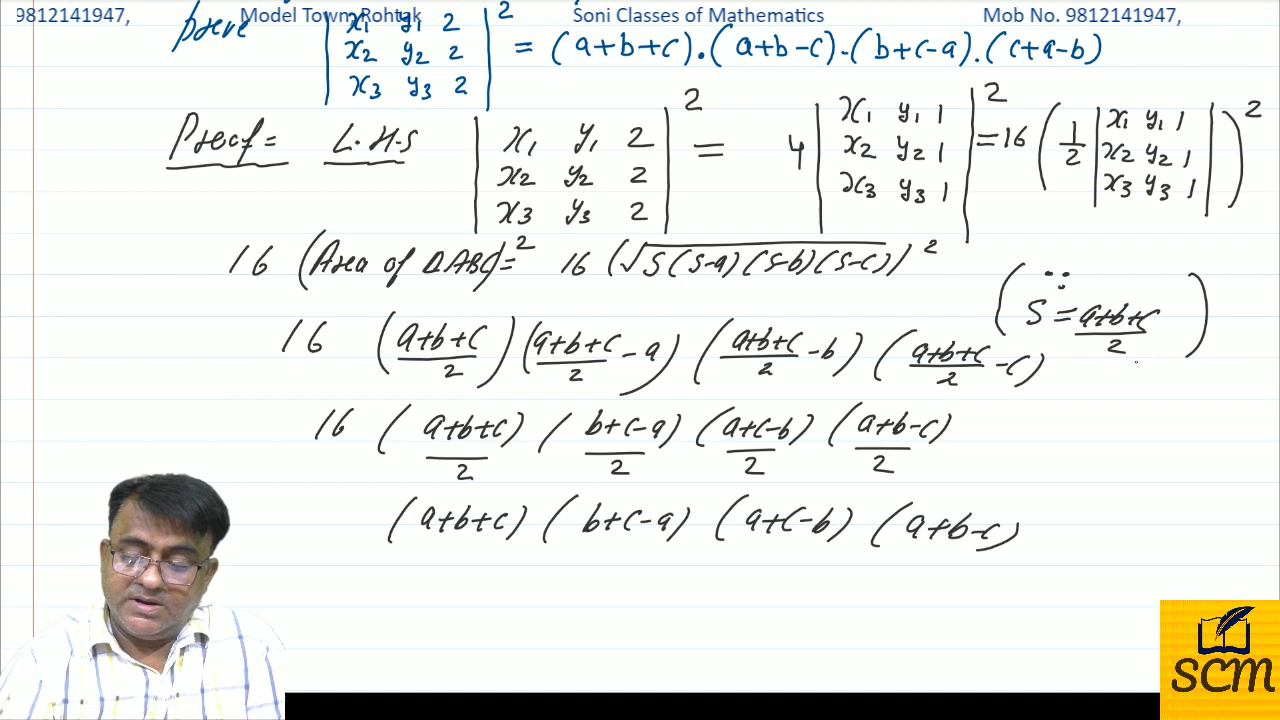 9812141947, Model Town, Rohtak Soni Classes of Mathematics Mob No. 9812141947,
prove | x1 y1 2 |² = (a+b+c).(a+b-c).(b+c-a).(c+a-b)
x2 y2 2
x3 y3 2
Proof = L.H.S | x1 y1 2 |² = 4 | x1 y1 1 |² = 16 ( 1/2 | x1 y1 1 | )²
x2 y2 2 x2 y2 1 x2 y2 1
x3 y3 2 x3 y3 1 x3 y3 1
16 (Area of ΔABC)² = 16 (√S(S-a)(S-b)(S-c))²
(∵ S = a+b+c/2)
16 (a+b+c/2) (a+b+c/2 - a) (a+b+c/2 - b) (a+b+c/2 - c)
16 (a+b+c)/2 (b+c-a)/2 (a+c-b)/2 (a+b-c)/2
(a+b+c) (b+c-a) (a+c-b) (a+b-c)
SCM